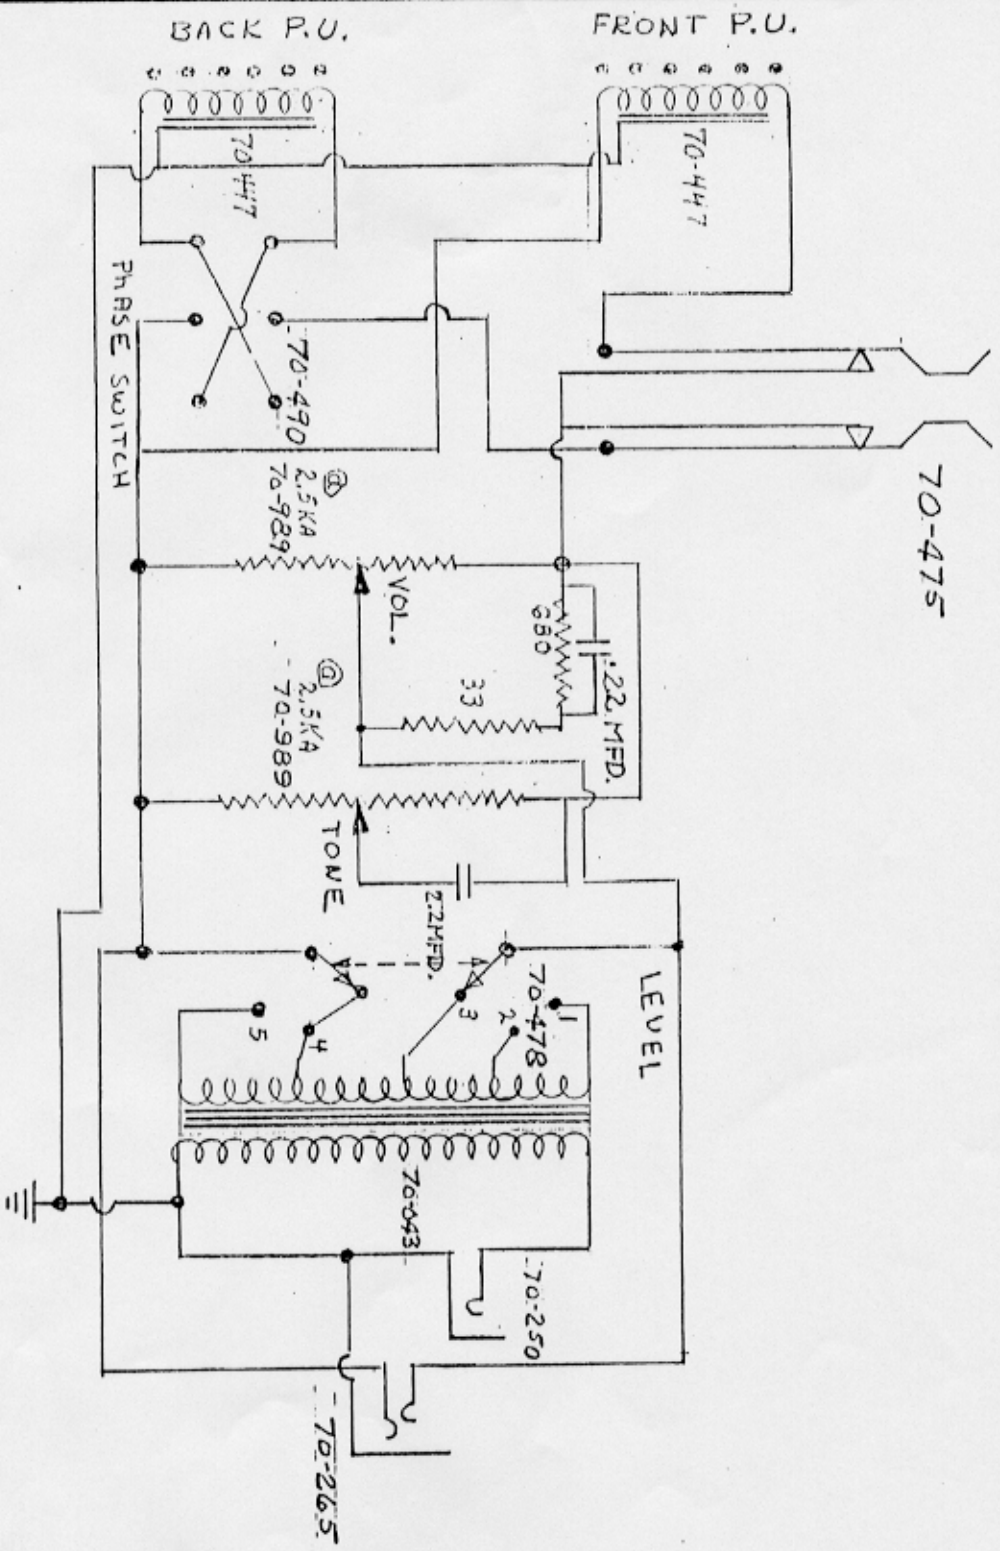 BACK P.U.
FRONT P.U.
70-447
70-447
PHASE SWITCH
70-490
70-475
@
2.5KA
70-989
VOL.
680
.22.MFD.
33
@
2.5KA
70-989
TONE
22MFD.
LEVEL
70-478
1
2
3
4
5
70-043
70-250
70-265